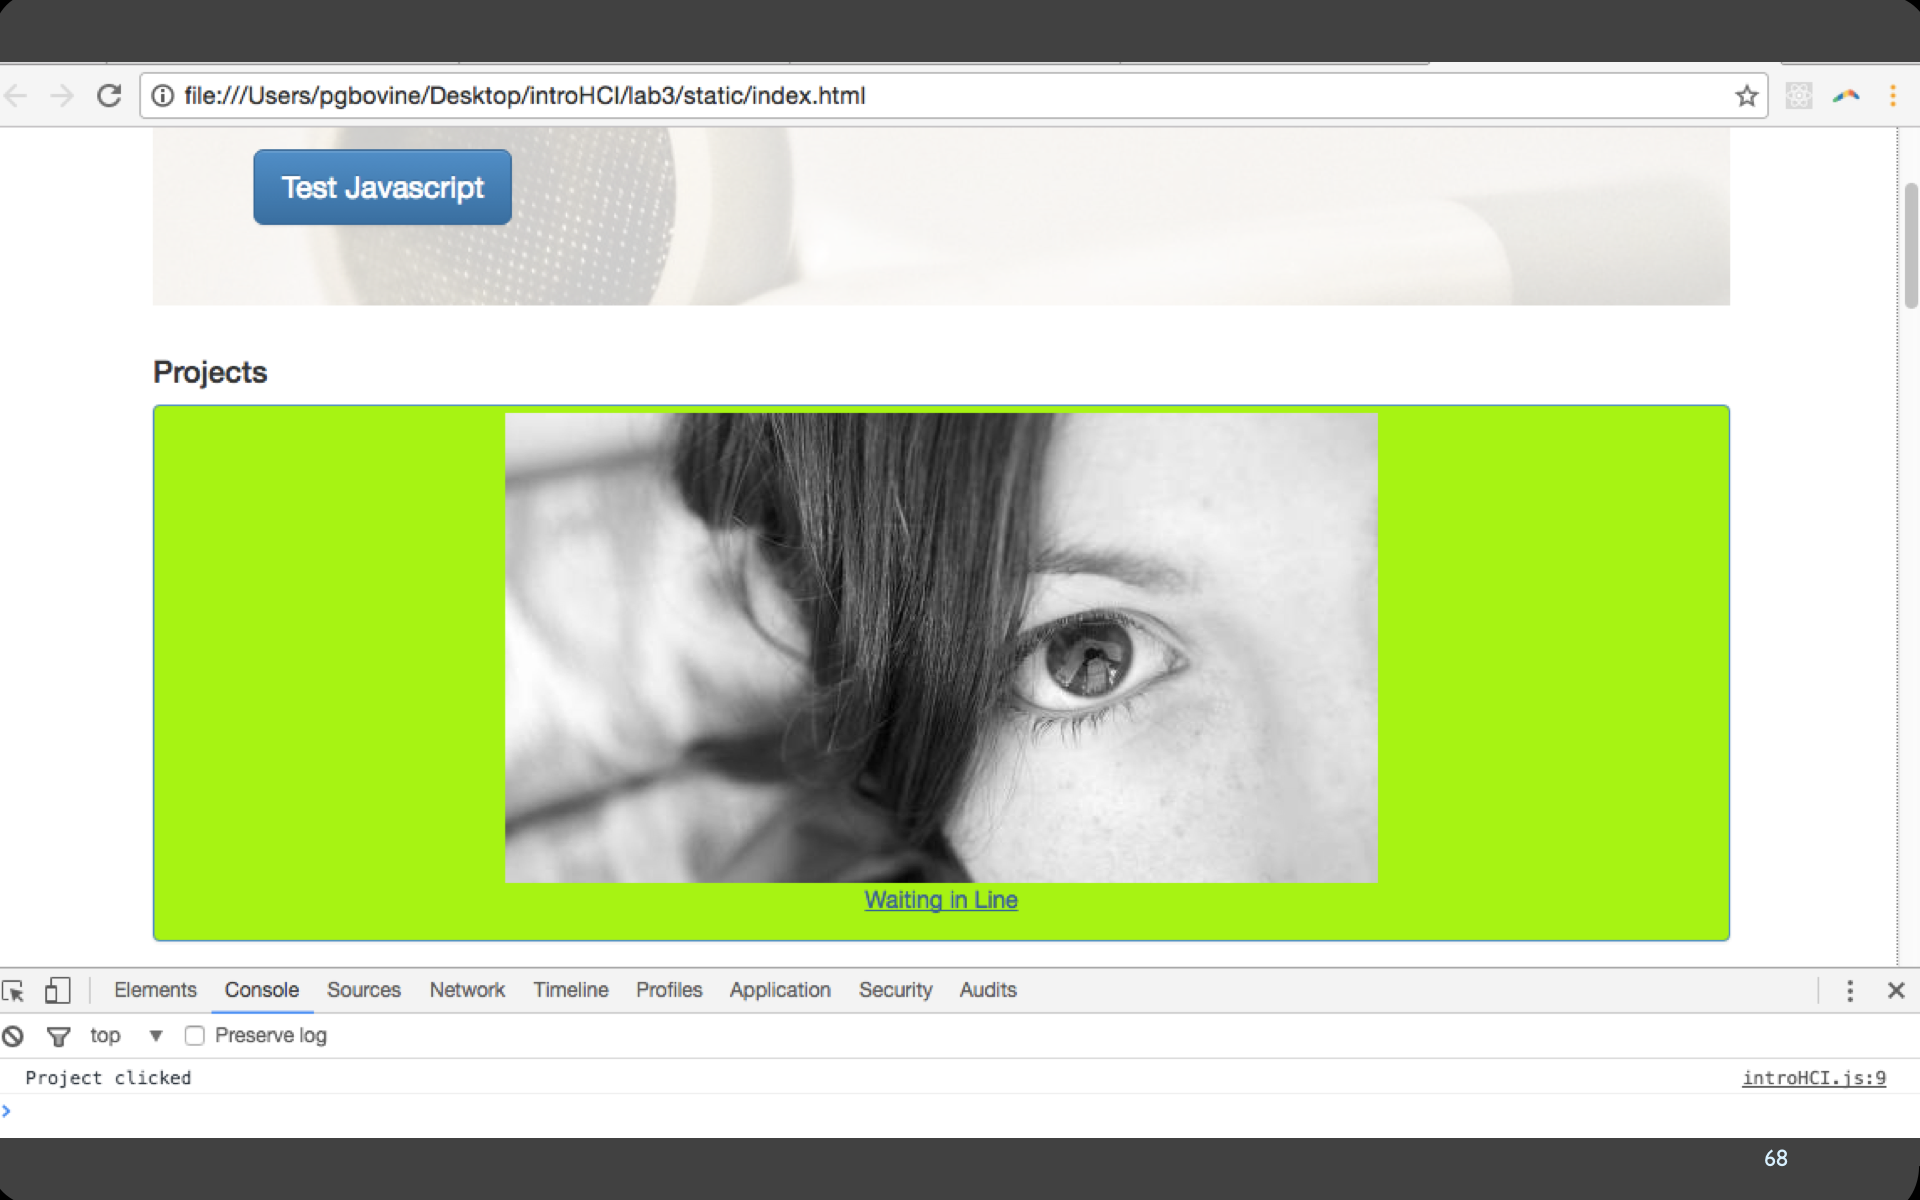 file:///Users/pgbovine/Desktop/introHCI/lab3/static/index.html
Test Javascript
Projects
Waiting in Line
Elements Console Sources Network Timeline Profiles Application Security Audits
top Preserve log
Project clicked introHCI.js:9
68